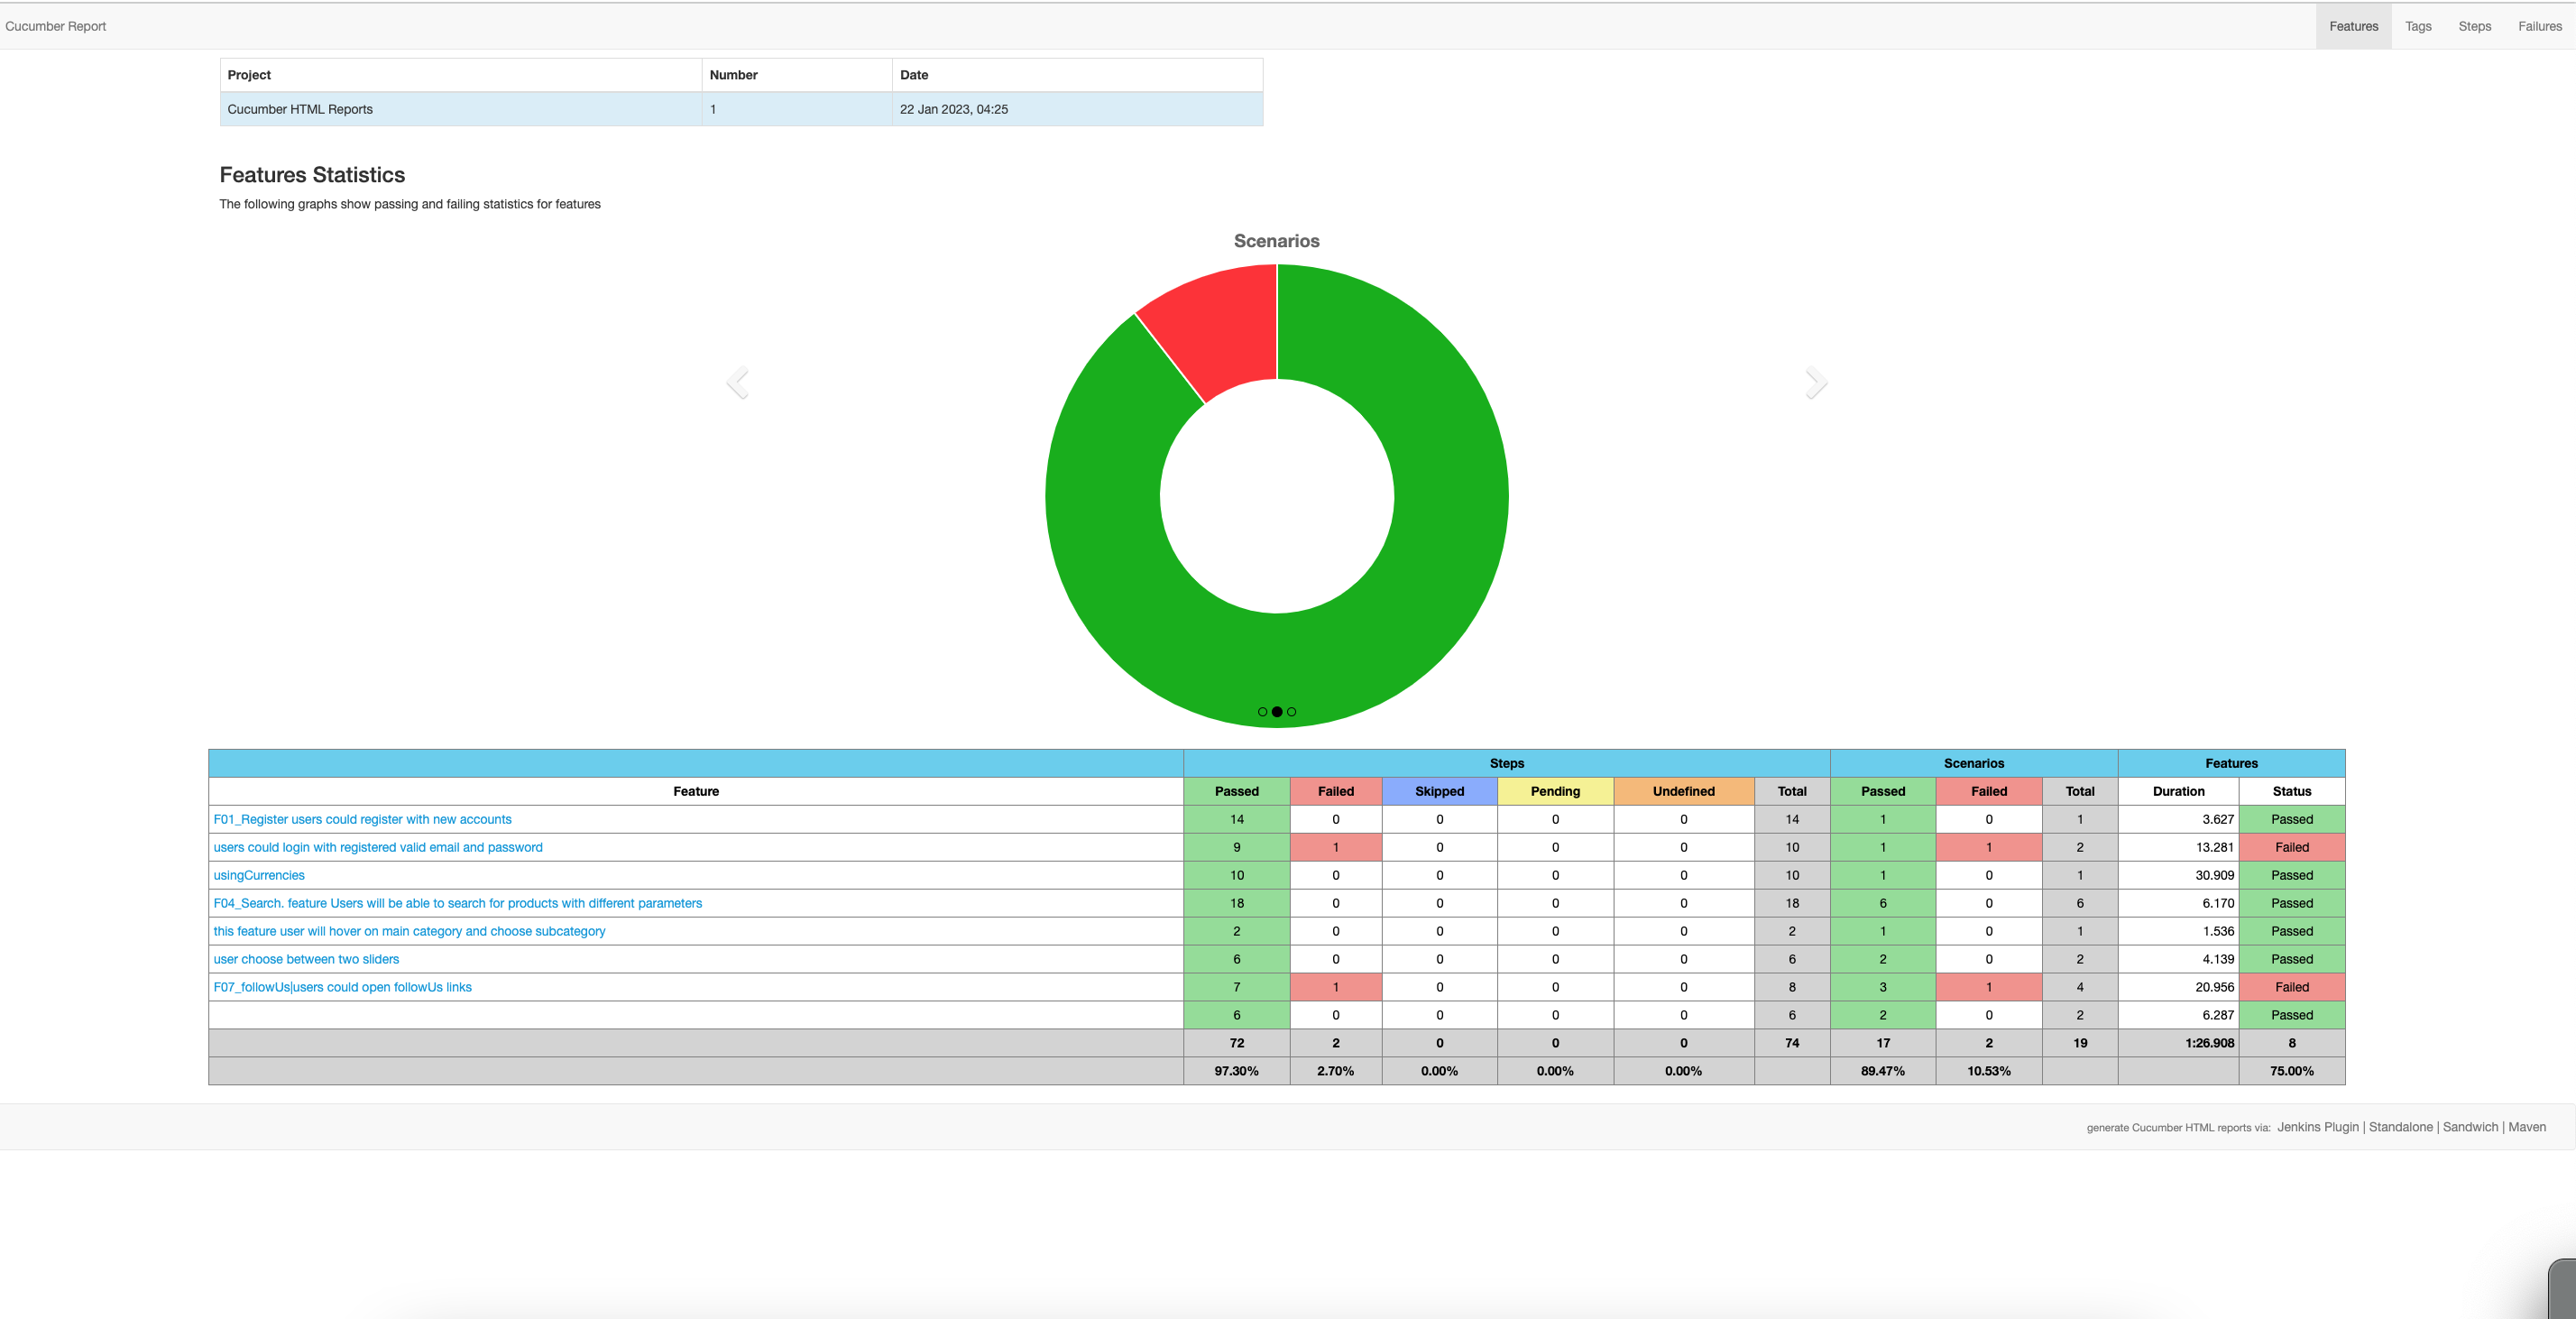 Cucumber Report Features Tags Steps Failures
Project Number Date
Cucumber HTML Reports 1 22 Jan 2023, 04:25
Features Statistics
The following graphs show passing and failing statistics for features
Scenarios
Steps Scenarios Features
Feature Passed Failed Skipped Pending Undefined Total Passed Failed Total Duration Status
F01_Register users could register with new accounts 14 0 0 0 0 14 1 0 1 3.627 Passed
users could login with registered valid email and password 9 1 0 0 0 10 1 1 2 13.281 Failed
usingCurrencies 10 0 0 0 0 10 1 0 1 30.909 Passed
F04_Search. feature Users will be able to search for products with different parameters 18 0 0 0 0 18 6 0 6 6.170 Passed
this feature user will hover on main category and choose subcategory 2 0 0 0 0 2 1 0 1 1.536 Passed
user choose between two sliders 6 0 0 0 0 6 2 0 2 4.139 Passed
F07_followUs|users could open followUs links 7 1 0 0 0 8 3 1 4 20.956 Failed
6 0 0 0 0 6 2 0 2 6.287 Passed
72 2 0 0 0 74 17 2 19 1:26.908 8
97.30% 2.70% 0.00% 0.00% 0.00% 89.47% 10.53% 75.00%
generate Cucumber HTML reports via: Jenkins Plugin | Standalone | Sandwich | Maven